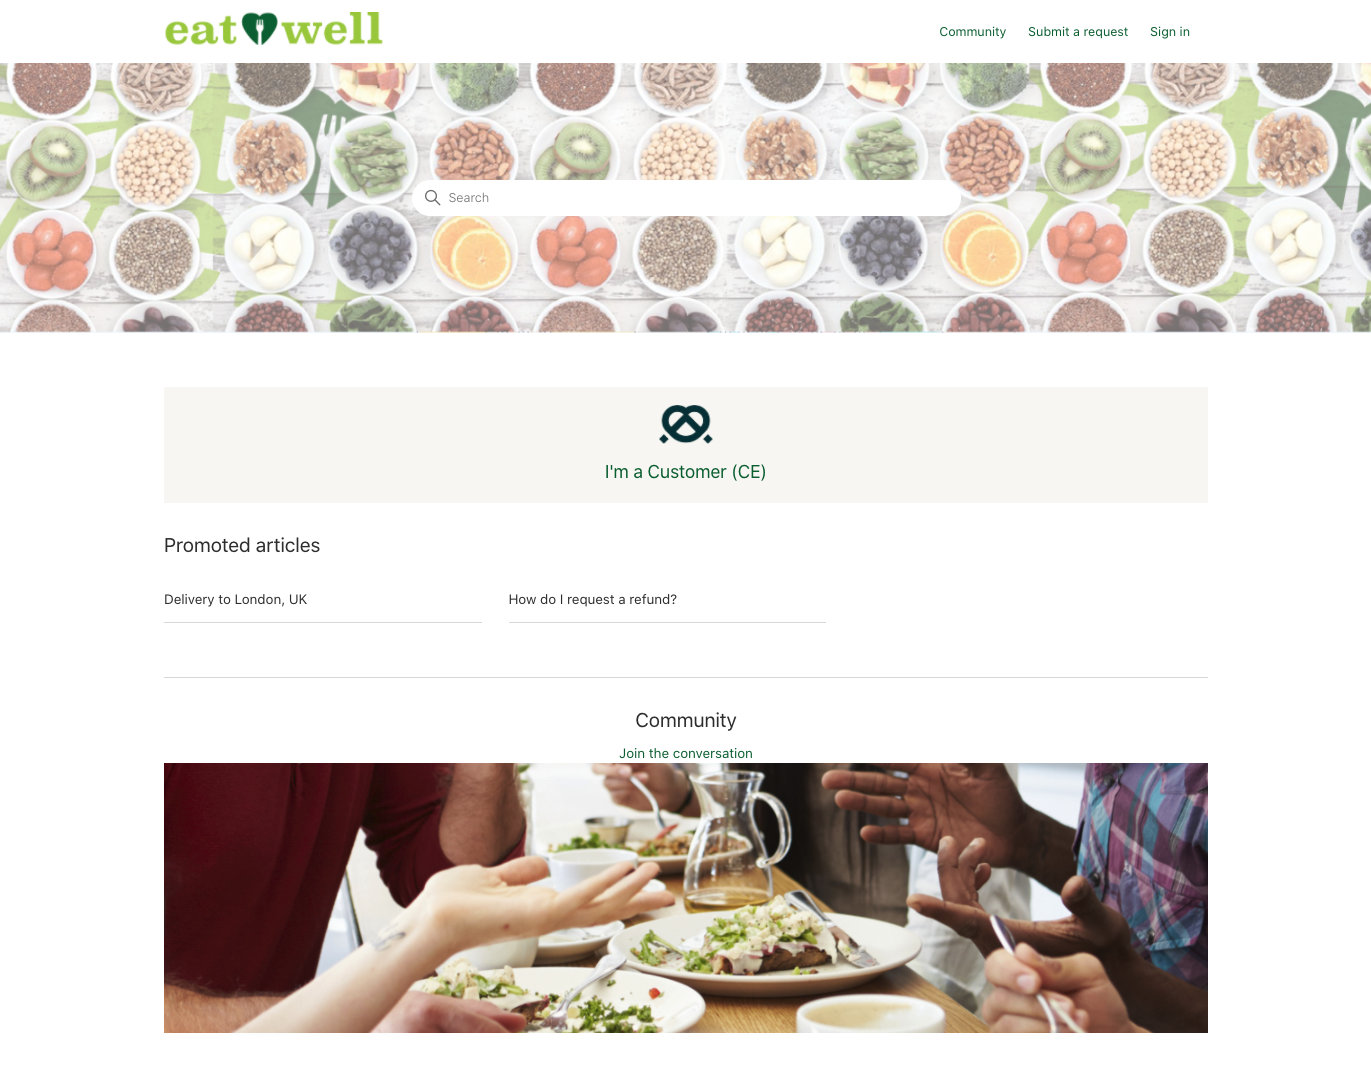 eat well
Community Submit a request Sign in
Search
I'm a Customer (CE)
Promoted articles
Delivery to London, UK
How do I request a refund?
Community
Join the conversation